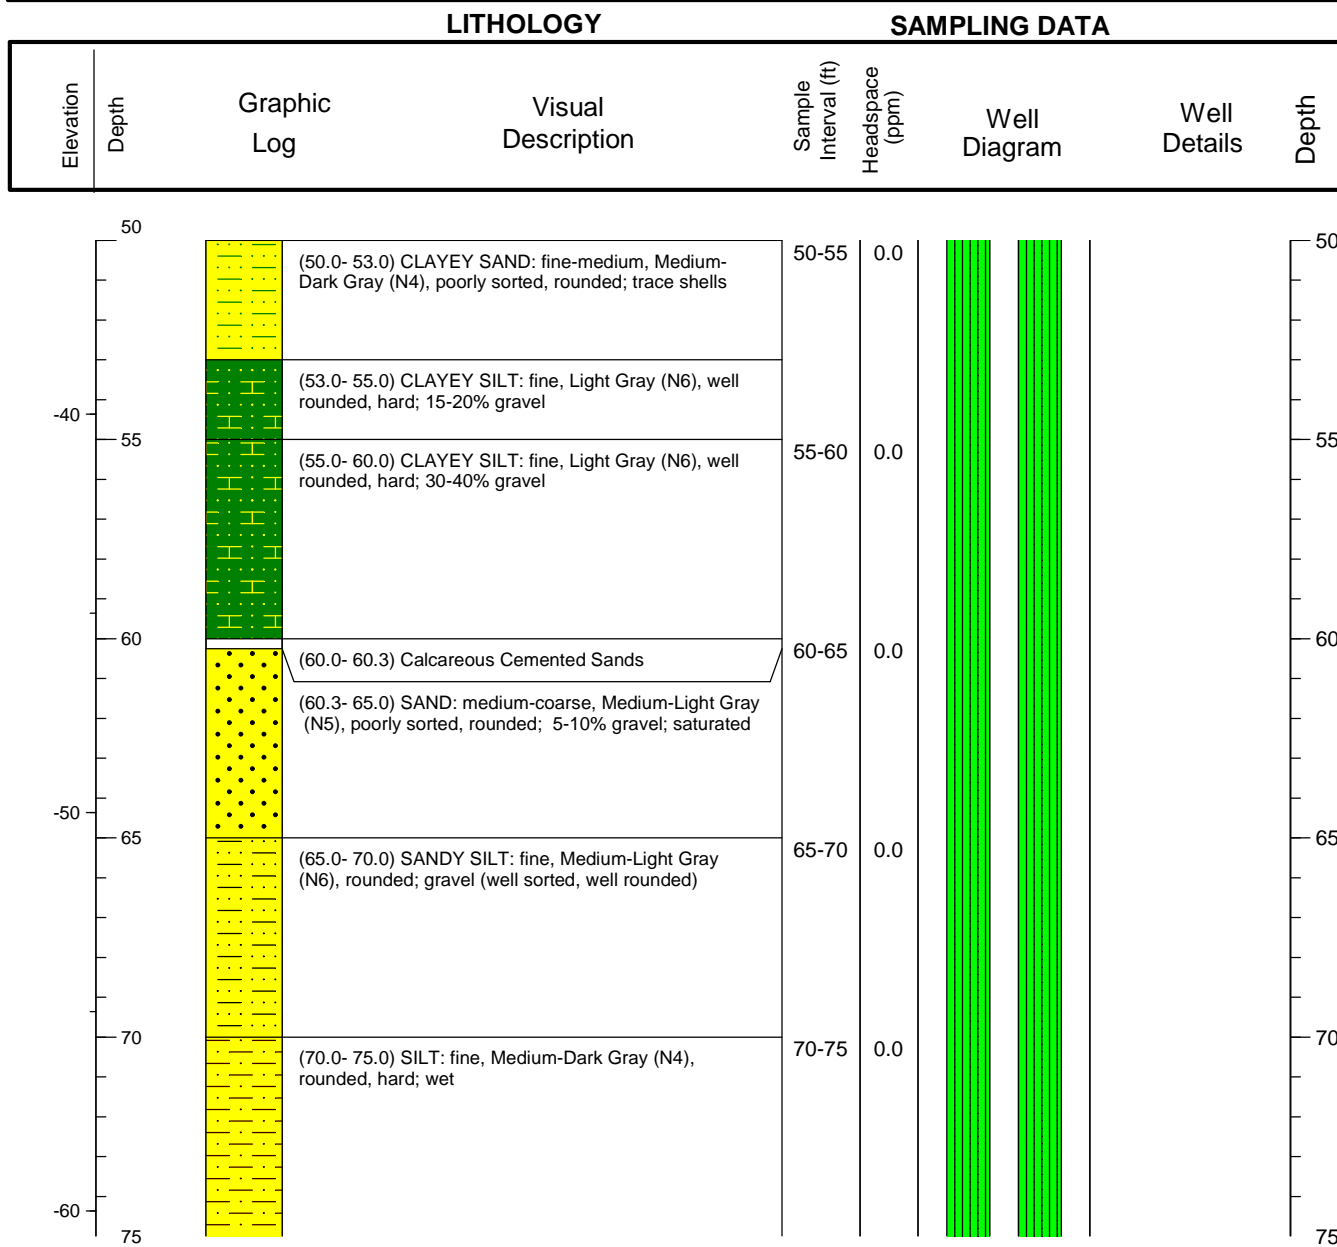 LITHOLOGY SAMPLING DATA
Elevation
Depth
Graphic
Log
Visual
Description
Sample
Interval (ft)
Headspace
(ppm)
Well
Diagram
Well
Details
Depth
50
(50.0- 53.0) CLAYEY SAND: fine-medium, Medium-
Dark Gray (N4), poorly sorted, rounded; trace shells
50-55 0.0 50
(53.0- 55.0) CLAYEY SILT: fine, Light Gray (N6), well
rounded, hard; 15-20% gravel
-40
55
(55.0- 60.0) CLAYEY SILT: fine, Light Gray (N6), well
rounded, hard; 30-40% gravel
55-60 0.0 55
60
(60.0- 60.3) Calcareous Cemented Sands
60-65 0.0 60
(60.3- 65.0) SAND: medium-coarse, Medium-Light Gray
(N5), poorly sorted, rounded; 5-10% gravel; saturated
-50
65
(65.0- 70.0) SANDY SILT: fine, Medium-Light Gray
(N6), rounded; gravel (well sorted, well rounded)
65-70 0.0 65
70
(70.0- 75.0) SILT: fine, Medium-Dark Gray (N4),
rounded, hard; wet
70-75 0.0 70
-60
75 75